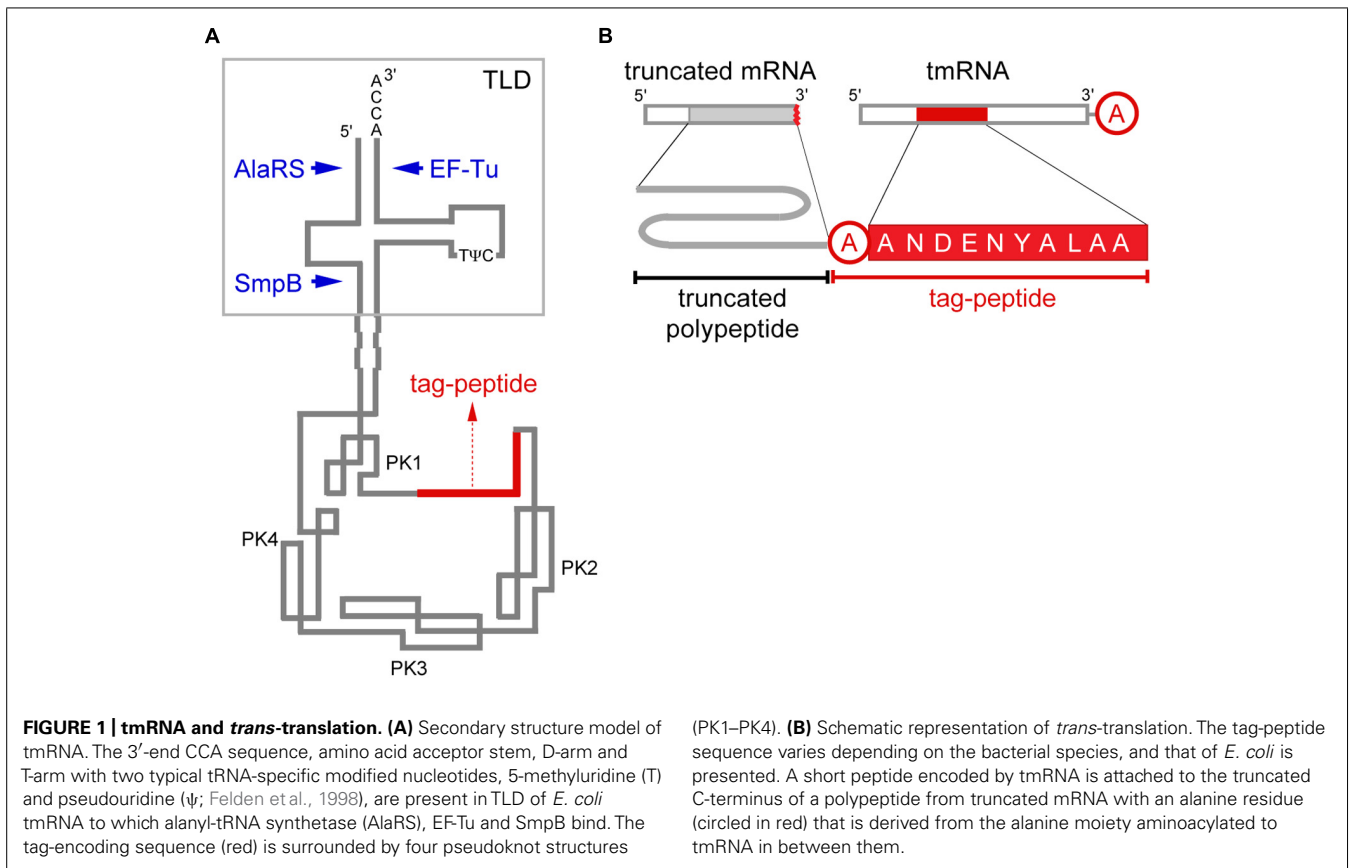 A
TLD
3'
A
C
C
A
5'
AlaRS
EF-Tu
TΨC
SmpB
tag-peptide
PK1
PK4
PK2
PK3
B
truncated mRNA
tmRNA
5'
3'
5'
3'
A
A
A N D E N Y A L A A
truncated
polypeptide
tag-peptide
FIGURE 1 | tmRNA and trans-translation. (A) Secondary structure model of
tmRNA. The 3′-end CCA sequence, amino acid acceptor stem, D-arm and
T-arm with two typical tRNA-specific modified nucleotides, 5-methyluridine (T)
and pseudouridine (ψ; Felden et al., 1998), are present in TLD of E. coli
tmRNA to which alanyl-tRNA synthetase (AlaRS), EF-Tu and SmpB bind. The
tag-encoding sequence (red) is surrounded by four pseudoknot structures
(PK1–PK4). (B) Schematic representation of trans-translation. The tag-peptide
sequence varies depending on the bacterial species, and that of E. coli is
presented. A short peptide encoded by tmRNA is attached to the truncated
C-terminus of a polypeptide from truncated mRNA with an alanine residue
(circled in red) that is derived from the alanine moiety aminoacylated to
tmRNA in between them.